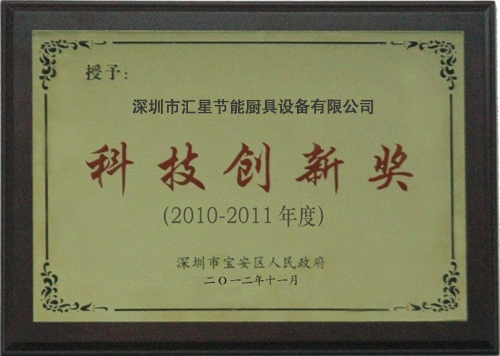 授予：
深圳市汇星节能厨具设备有限公司
科技创新奖
(2010-2011年度)
深圳市宝安区人民政府
二〇一二年十一月